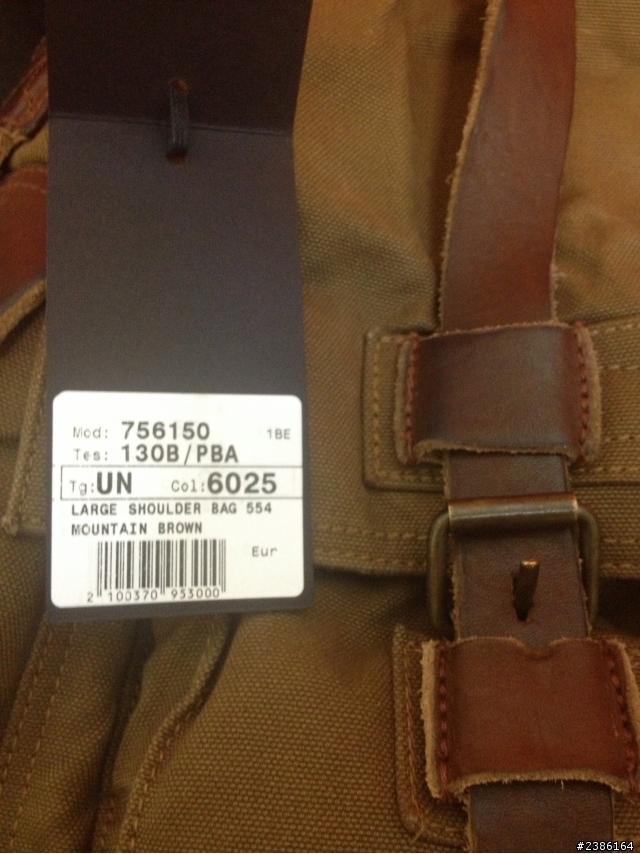 Mod: 756150 1BE
Tes: 130B/PBA
Tg:UN Col:6025
LARGE SHOULDER BAG 554
MOUNTAIN BROWN
Eur
2 100370 953000
#2386164